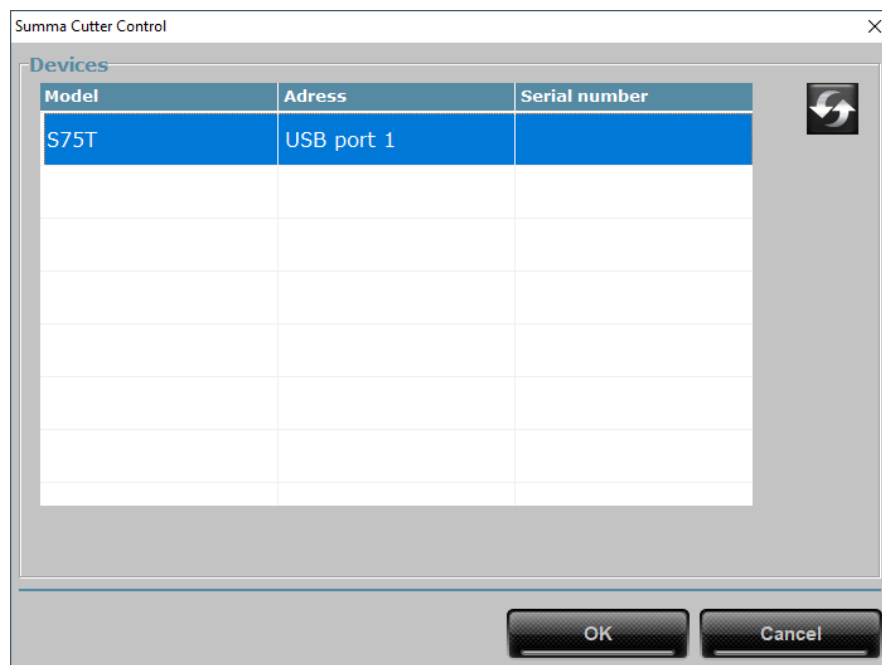 Summa Cutter Control
Devices
Model Adress Serial number
S75T USB port 1
OK Cancel